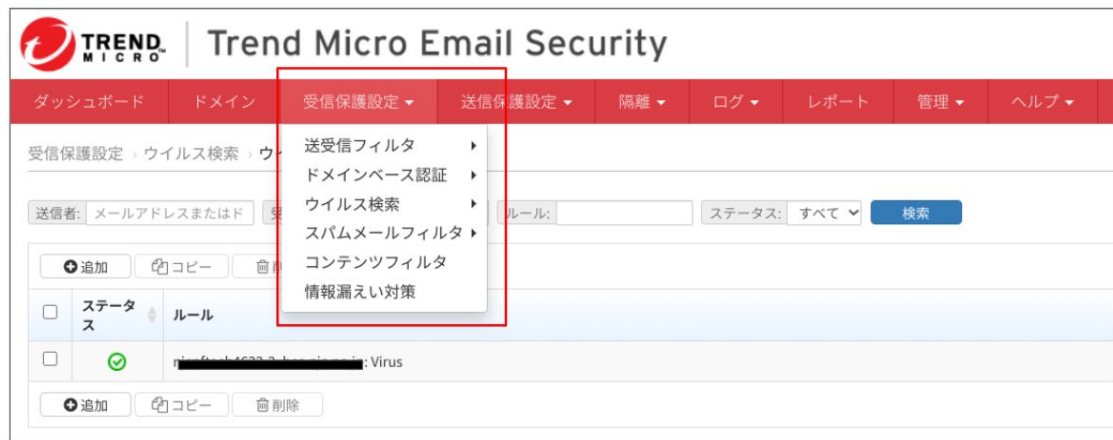 TREND MICRO Trend Micro Email Security
ダッシュボード ドメイン 受信保護設定 送信保護設定 隔離 ログ レポート 管理 ヘルプ
受信保護設定 › ウイルス検索 ›
送受信フィルタ
ドメインベース認証
ウイルス検索
スパムメールフィルタ
コンテンツフィルタ
情報漏えい対策
送信者: メールアドレスまたはド ルール: ステータス: すべて 検索
追加 コピー
ステータス ルール
: Virus
追加 コピー 削除